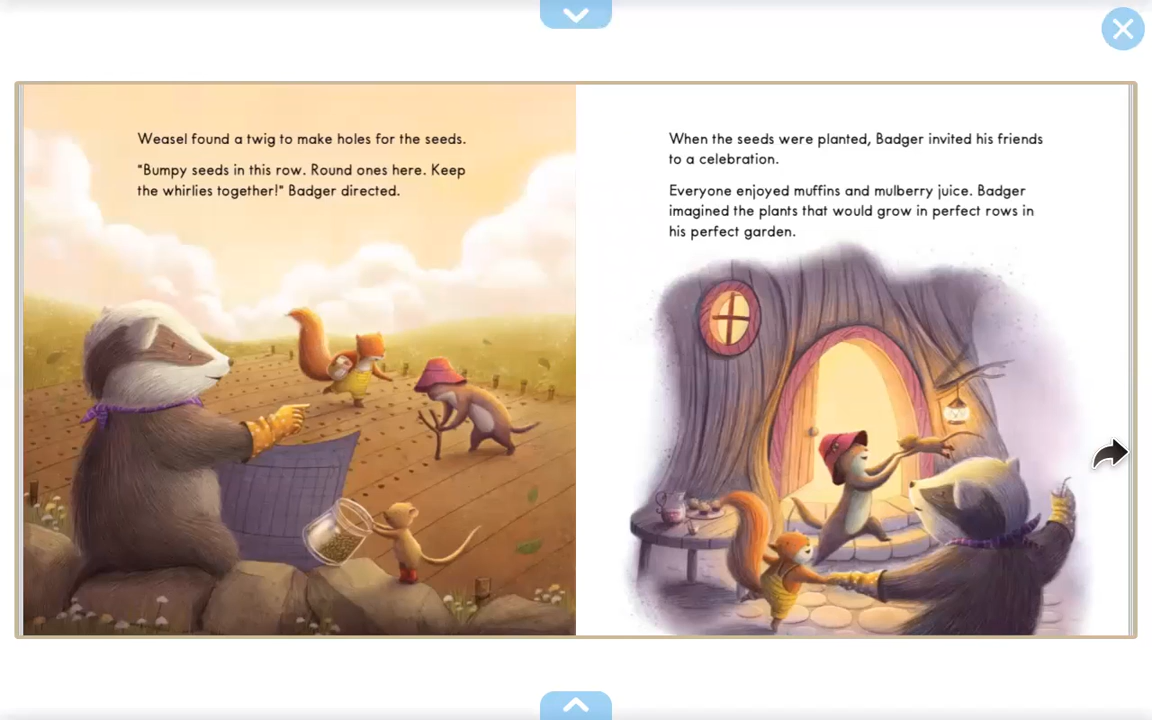 Weasel found a twig to make holes for the seeds.
"Bumpy seeds in this row. Round ones here. Keep
the whirlies together!" Badger directed.
When the seeds were planted, Badger invited his friends
to a celebration.
Everyone enjoyed muffins and mulberry juice. Badger
imagined the plants that would grow in perfect rows in
his perfect garden.